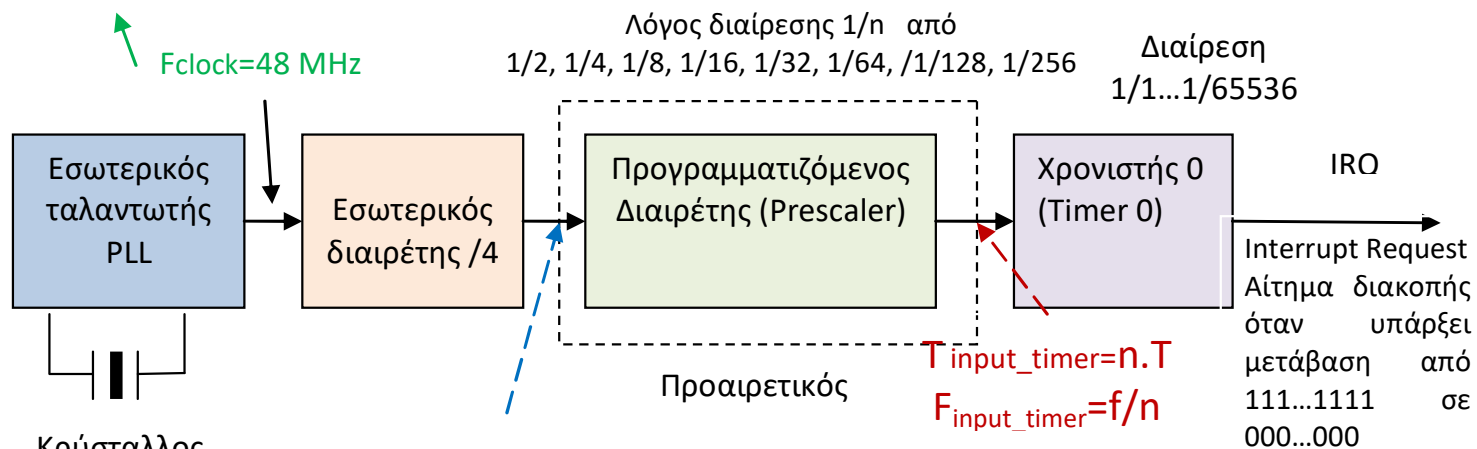 Λόγος διαίρεσης 1/n από
1/2, 1/4, 1/8, 1/16, 1/32, 1/64, /1/128, 1/256
Διαίρεση
1/1...1/65536
Fclock=48 MHz
Εσωτερικός
ταλαντωτής
PLL
Εσωτερικός
διαιρέτης /4
Προγραμματιζόμενος
Διαιρέτης (Prescaler)
Χρονιστής 0
(Timer 0)
IRQ
Interrupt Request
Αίτημα διακοπής
όταν υπάρξει
μετάβαση από
111...1111 σε
000...000
T input_timer=n.T
Finput_timer=f/n
Προαιρετικός
Κρύσταλλος